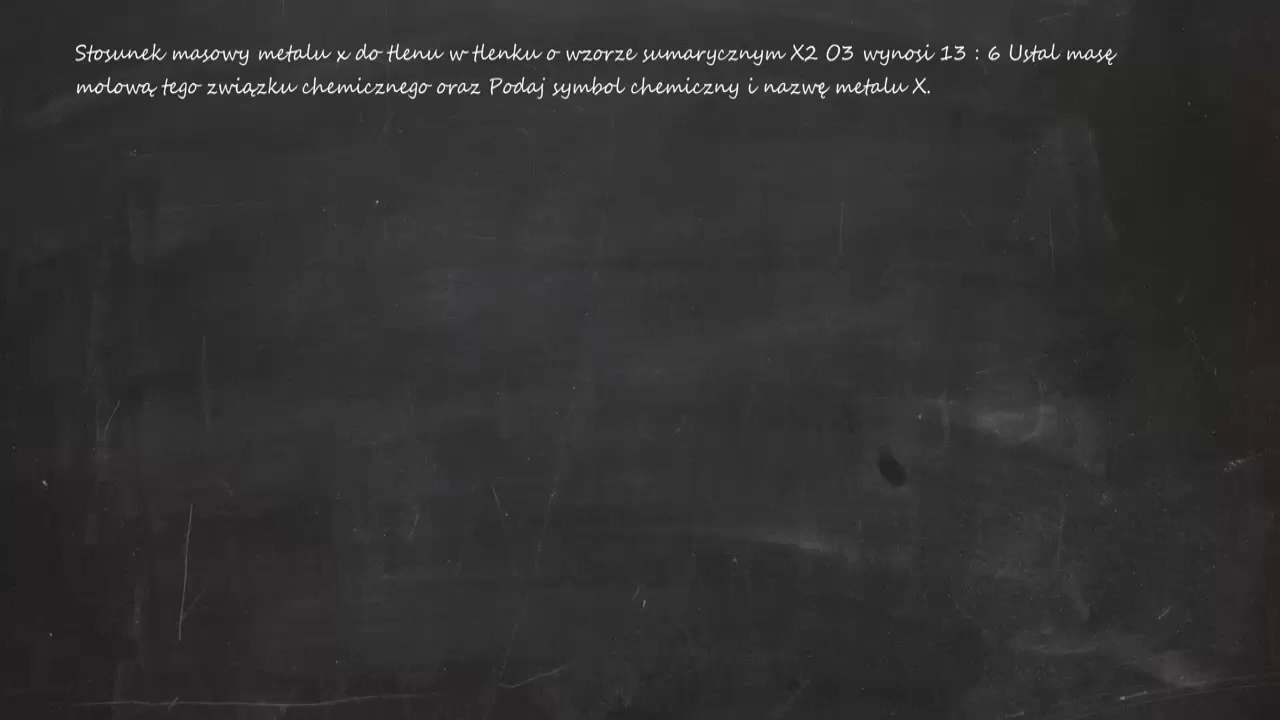 Stosunek masowy metalu x do tlenu w tlenku o wzorze sumarycznym X2 O3 wynosi 13 : 6 Ustal masę
molową tego związku chemicznego oraz Podaj symbol chemiczny i nazwę metalu X.